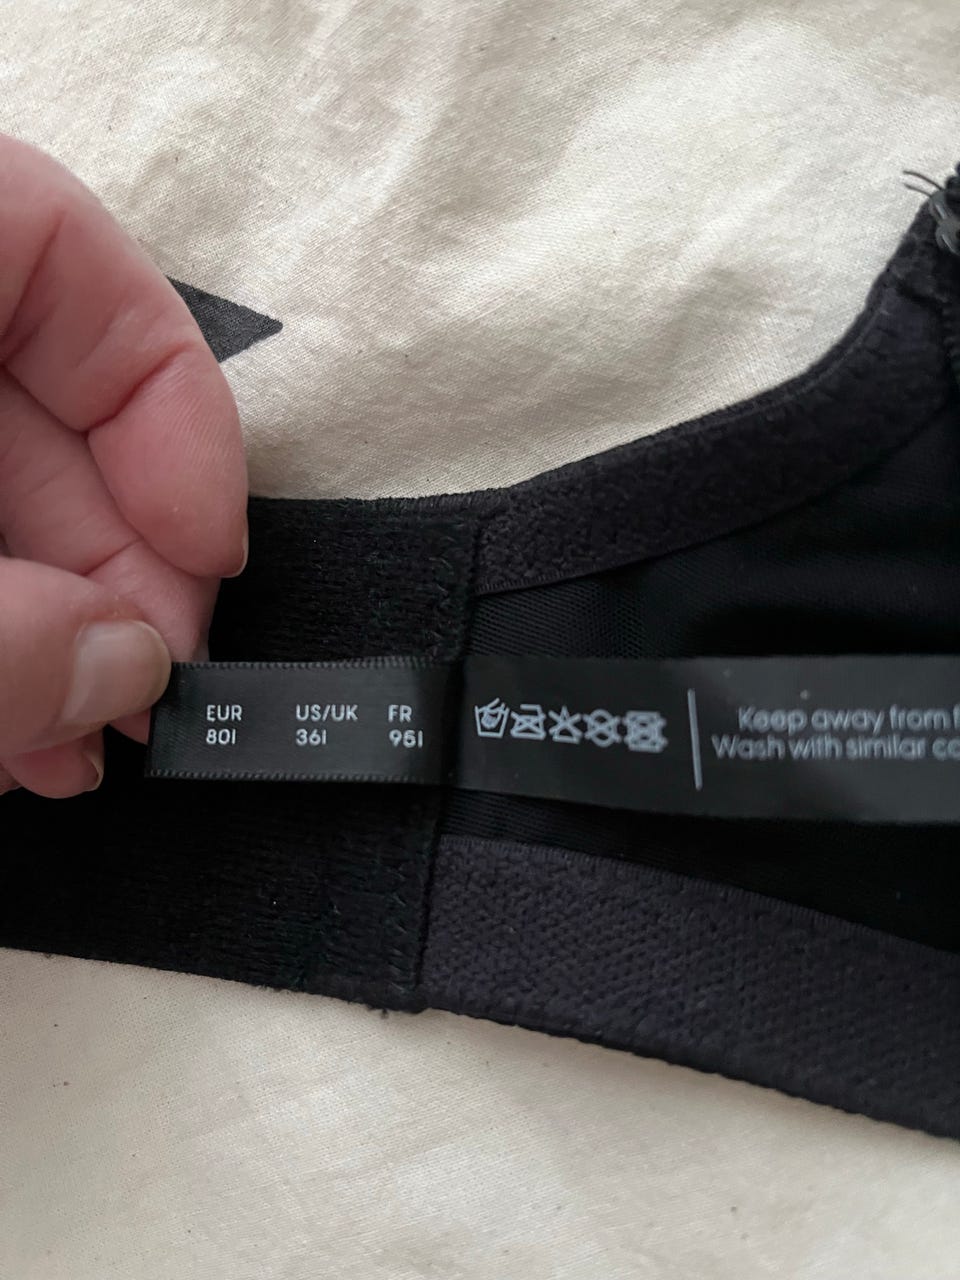 EUR US/UK FR
80I 36I 95I
Keep away from f
Wash with similar co